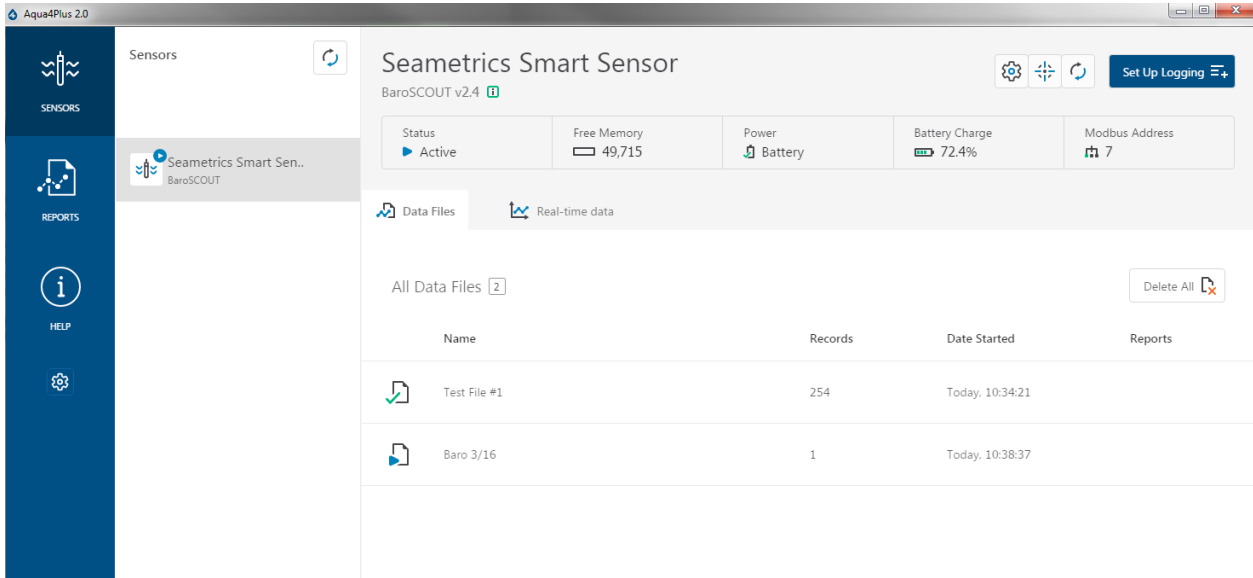 Aqua4Plus 2.0
SENSORS
REPORTS
HELP
Sensors
Seametrics Smart Sen..
BaroSCOUT
Seametrics Smart Sensor
BaroSCOUT v2.4
Set Up Logging
Status Free Memory Power Battery Charge Modbus Address
Active 49,715 Battery 72.4% 7
Data Files Real-time data
All Data Files 2 Delete All
Name Records Date Started Reports
Test File #1 254 Today, 10:34:21
Baro 3/16 1 Today, 10:38:37